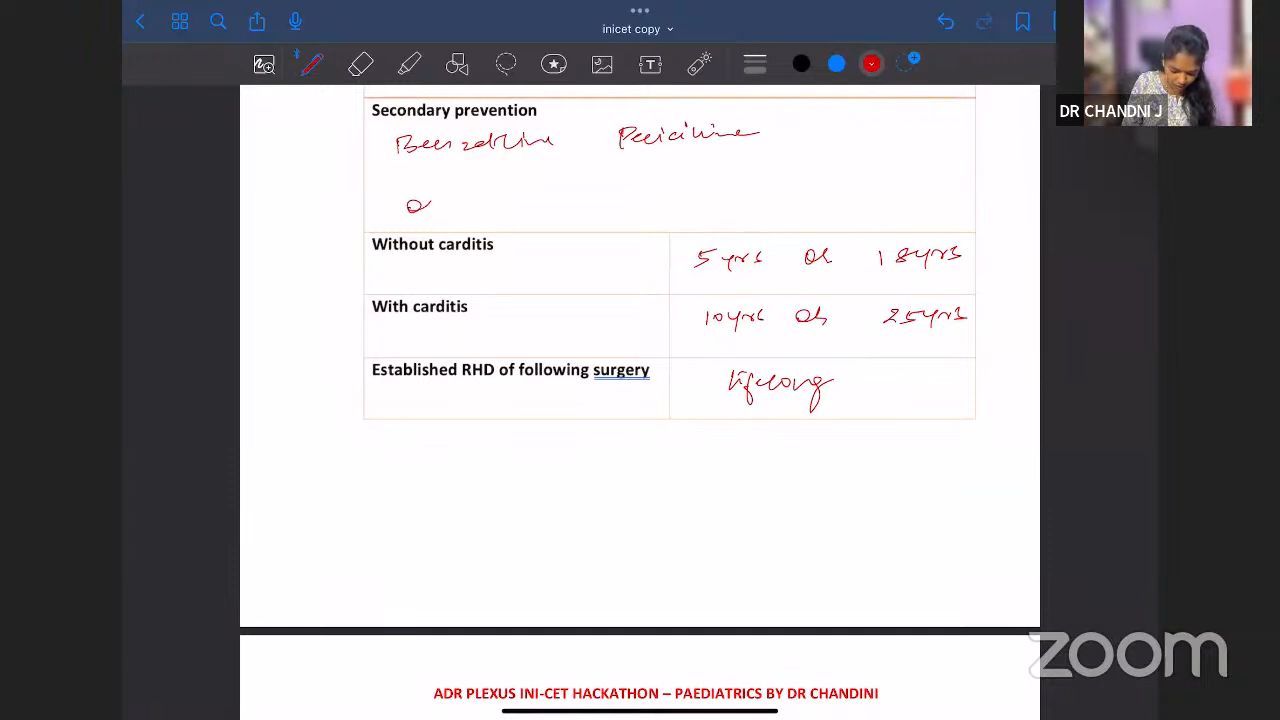 inicet copy
DR CHANDNI J
Secondary prevention
Benzathine Penicilline
Without carditis
5 yrs or 18 yrs
With carditis
10 yrs or 25 yrs
Established RHD of following surgery
lifelong
zoom
ADR PLEXUS INI-CET HACKATHON – PAEDIATRICS BY DR CHANDINI